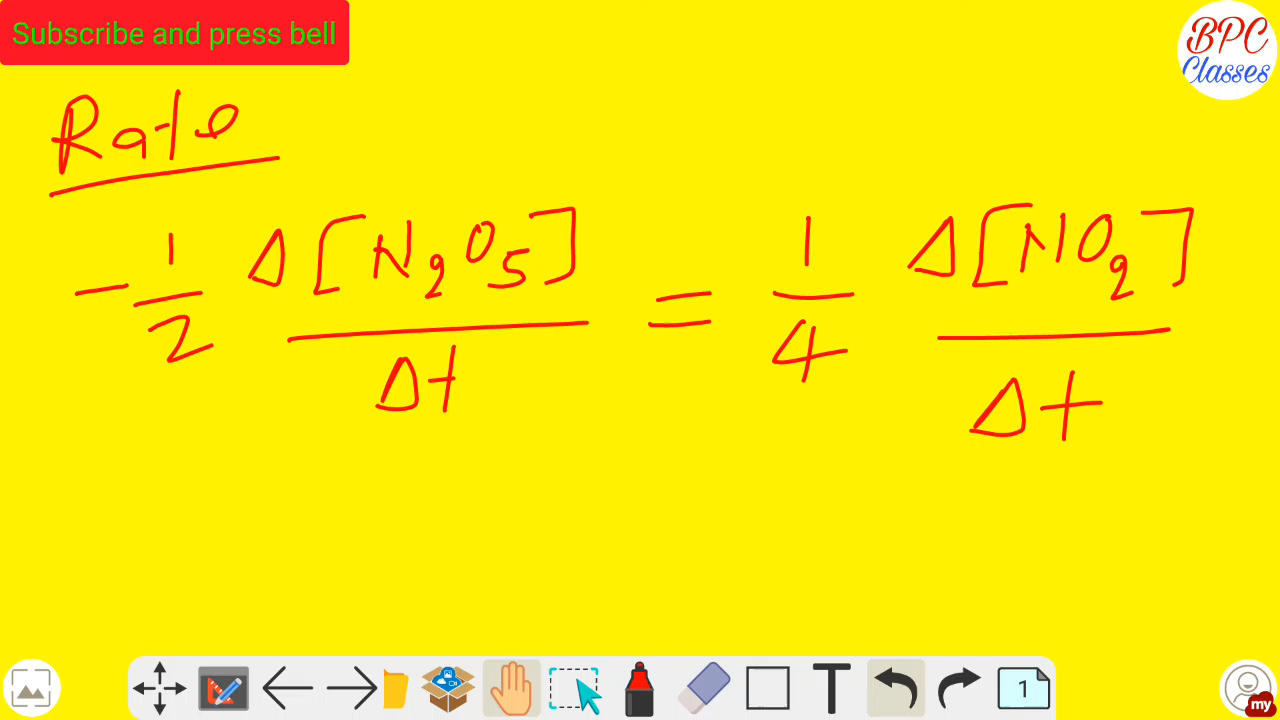 Subscribe and press bell
BPC
Classes
Rate
-1/2 Δ[N₂O₅]/Δt = 1/4 Δ[NO₂]/Δt
T
1
my